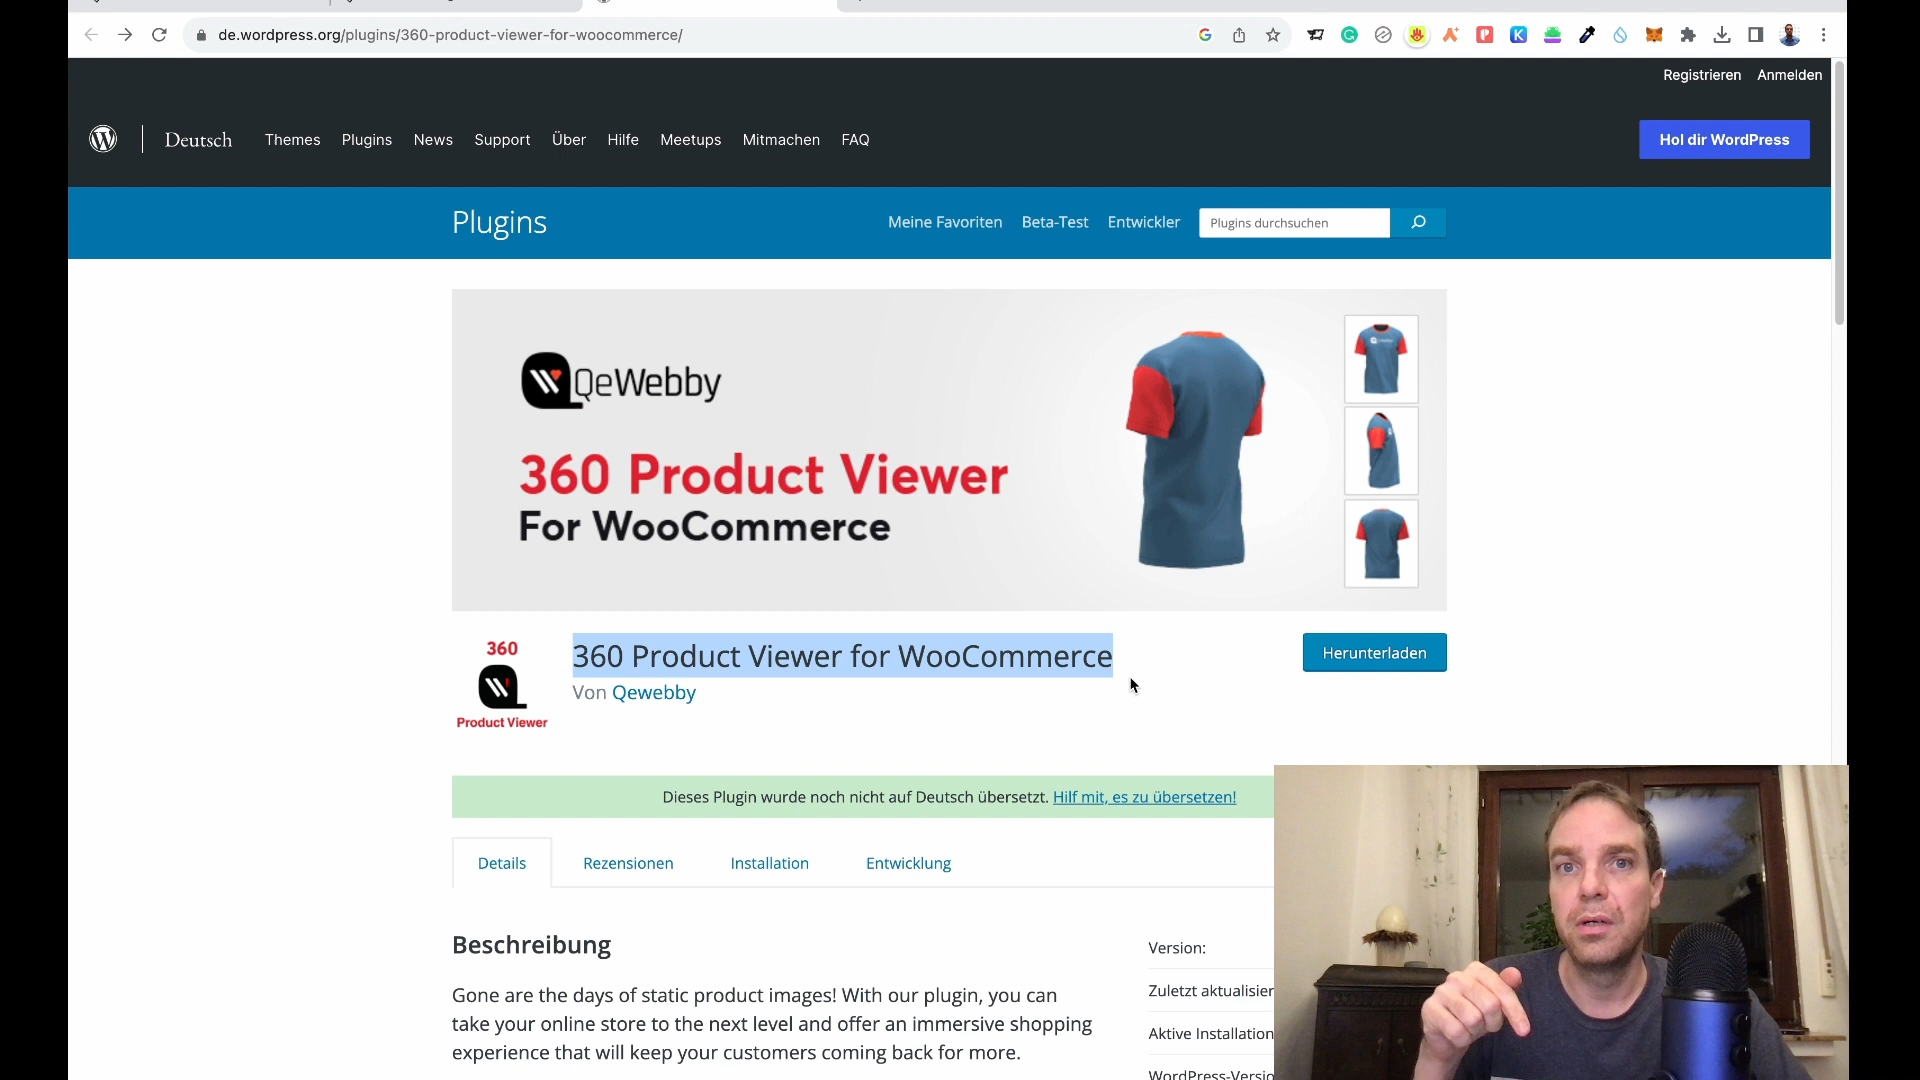 de.wordpress.org/plugins/360-product-viewer-for-woocommerce/
Registrieren Anmelden
Deutsch Themes Plugins News Support Über Hilfe Meetups Mitmachen FAQ
Hol dir WordPress
Plugins
Meine Favoriten Beta-Test Entwickler Plugins durchsuchen
QeWebby
360 Product Viewer
For WooCommerce
360
Product Viewer
360 Product Viewer for WooCommerce
Von Qewebby
Herunterladen
Dieses Plugin wurde noch nicht auf Deutsch übersetzt. Hilf mit, es zu übersetzen!
Details Rezensionen Installation Entwicklung
Beschreibung
Gone are the days of static product images! With our plugin, you can
take your online store to the next level and offer an immersive shopping
experience that will keep your customers coming back for more.
Version:
Zuletzt aktualisier
Aktive Installation
WordPress-Versio